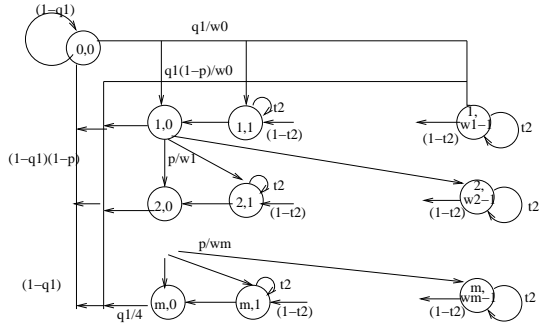 (1-q1)
q1/w0
0,0
q1(1-p)/w0
t2
1,0
1,1
(1-t2)
1,
w1-1
(1-t2)
t2
(1-q1)(1-p)
p/w1
t2
2,0
2,1
(1-t2)
2,
w2-1
(1-t2)
t2
p/wm
(1-q1)
t2
q1/4
m,0
m,1
(1-t2)
m,
wm-1
(1-t2)
t2